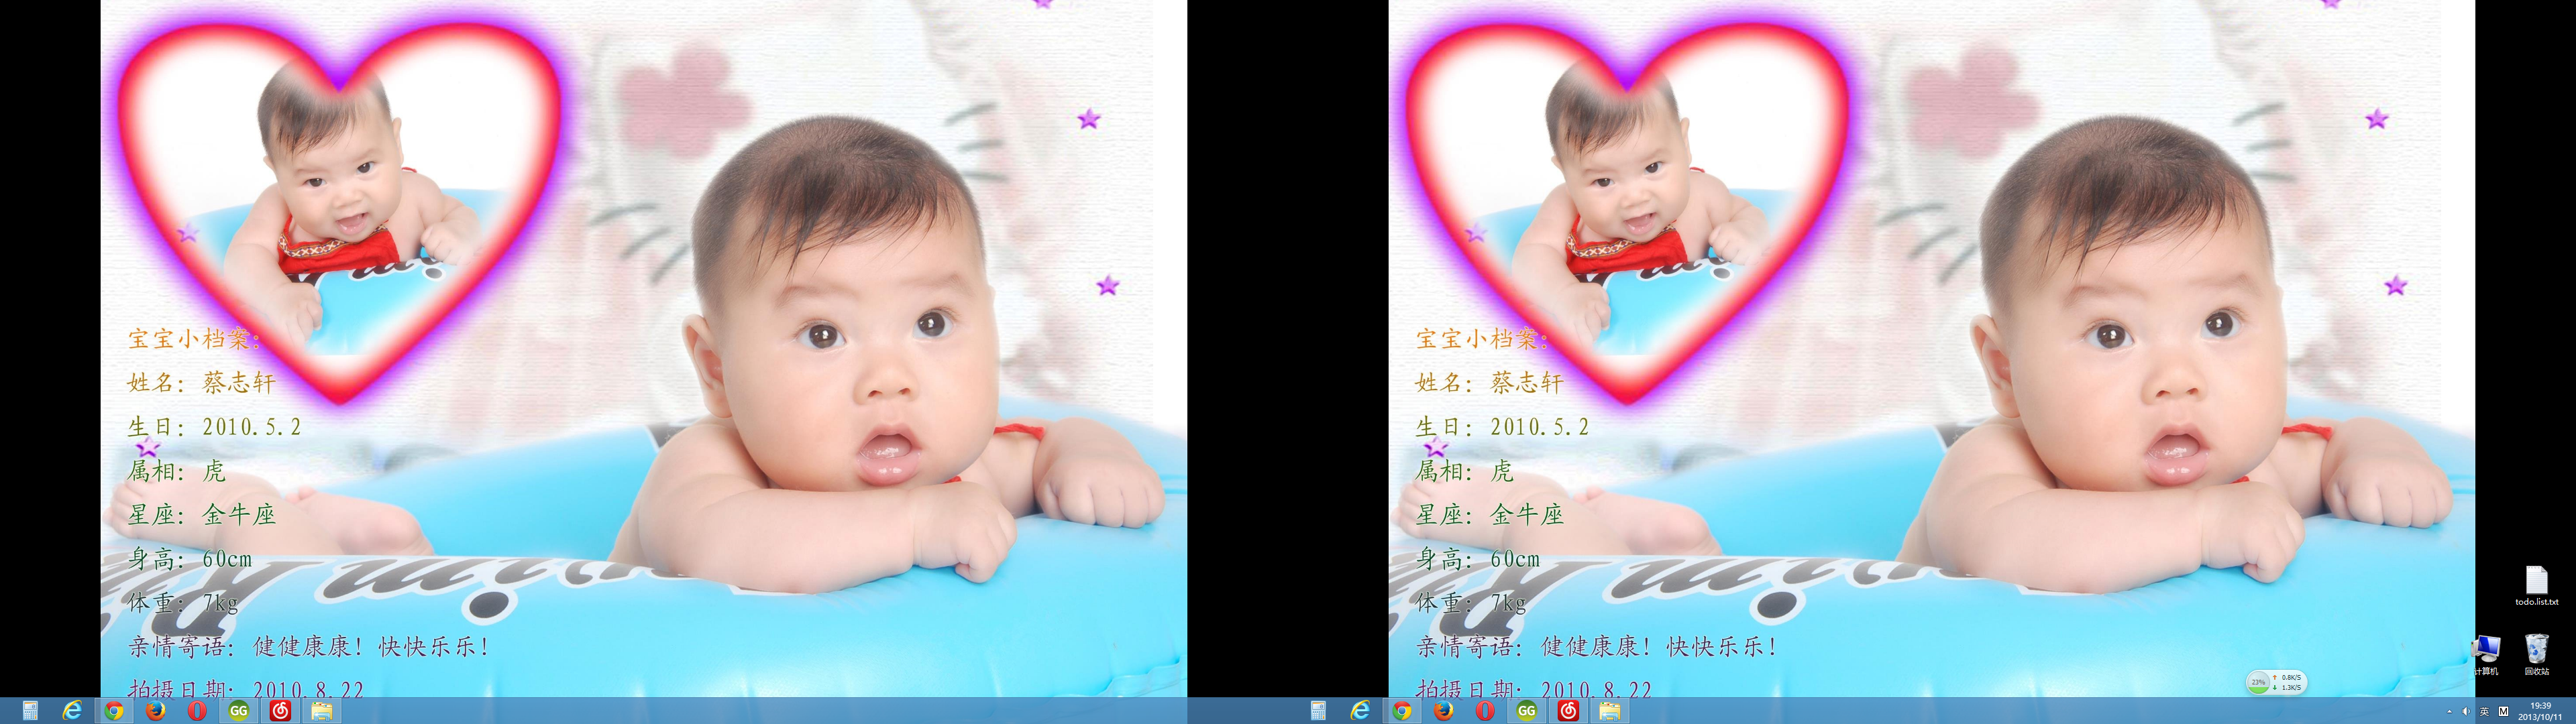 宝宝小档案:
姓名: 蔡志轩
生日: 2010.5.2
属相: 虎
星座: 金牛座
身高: 60cm
体重: 7kg
亲情寄语: 健健康康! 快快乐乐!
拍摄日期: 2010.8.22
宝宝小档案:
姓名: 蔡志轩
生日: 2010.5.2
属相: 虎
星座: 金牛座
身高: 60cm
体重: 7kg
亲情寄语: 健健康康! 快快乐乐!
拍摄日期: 2010.8.22
todo.list.txt
计算机
回收站
23%
0.8K/S
1.3K/S
GG
GG
英
M
19:39
2013/10/11